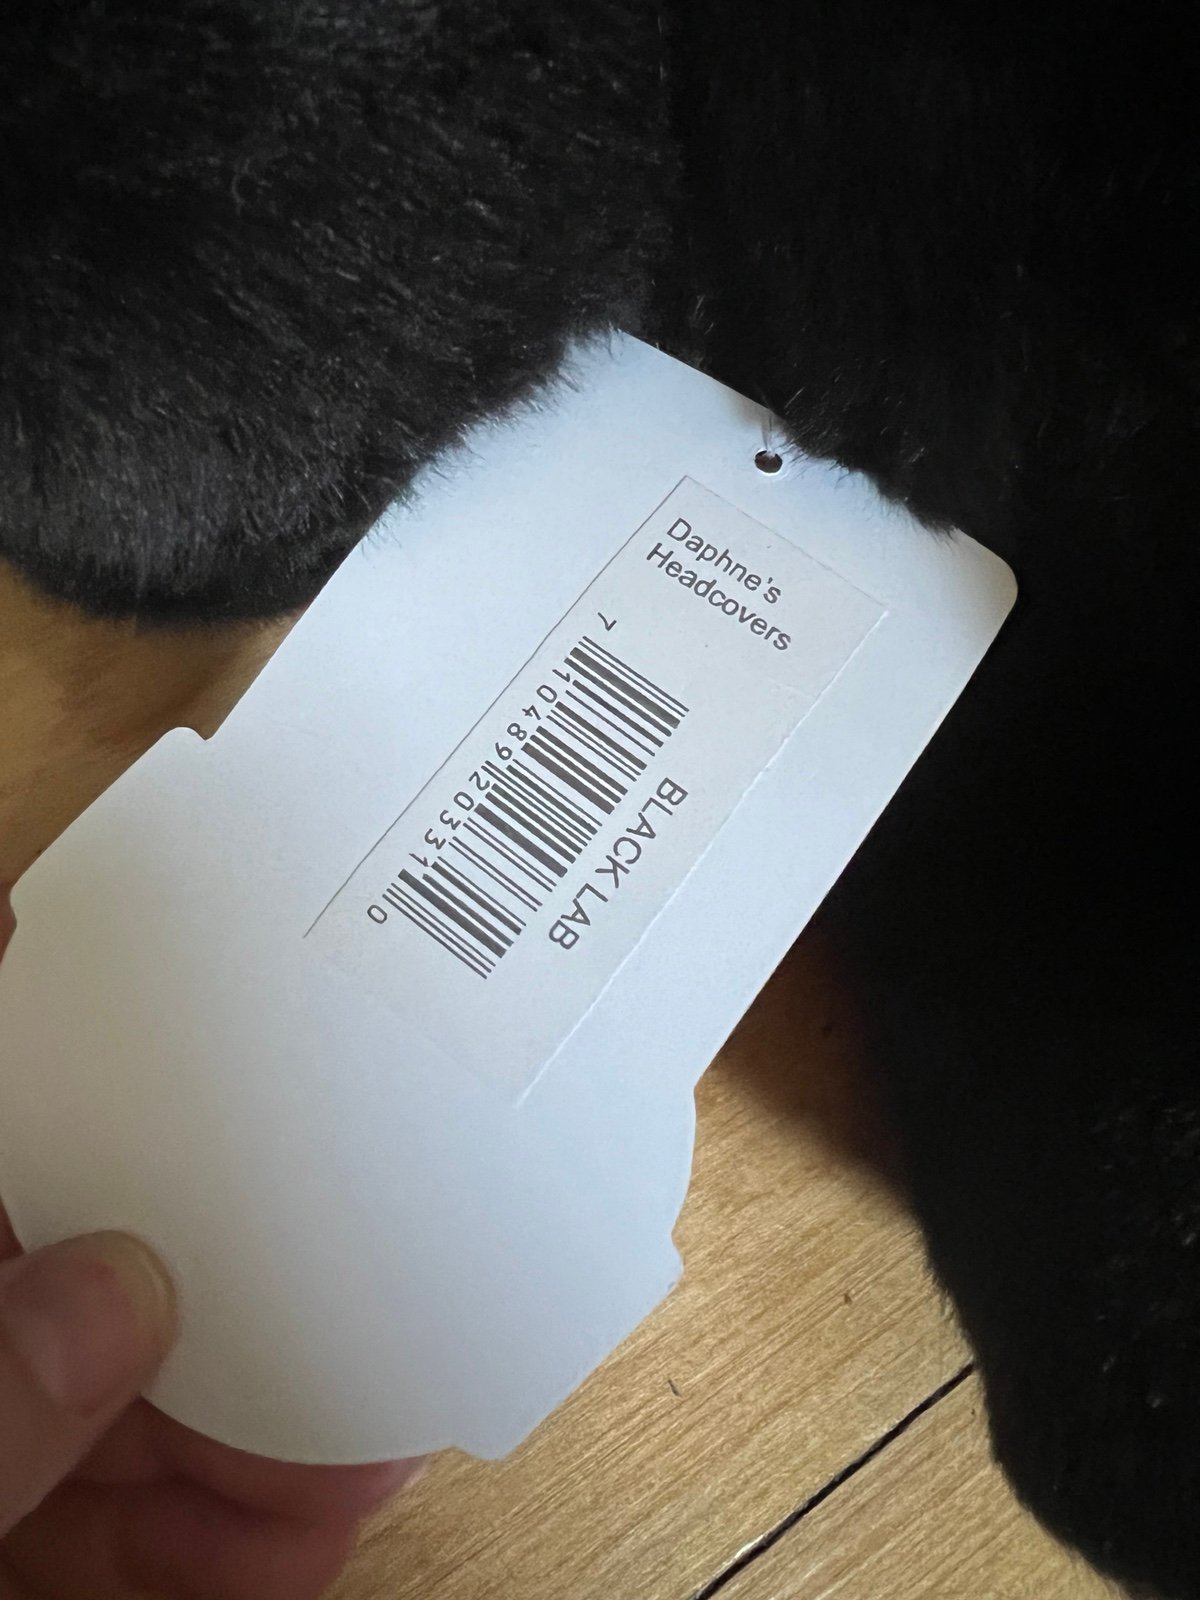 Daphne's
Headcovers
7 10489 20331 0
BLACK LAB